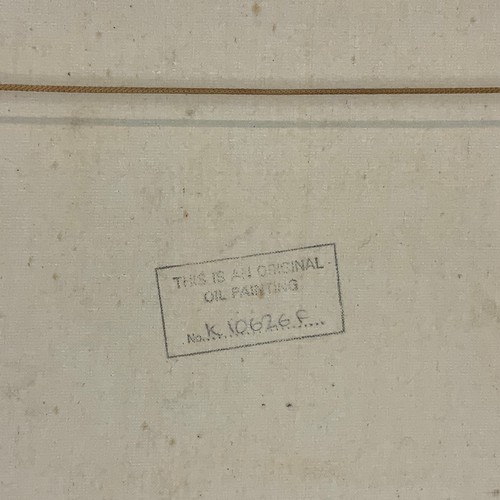 THIS IS AN ORIGINAL
OIL PAINTING
No. K 10626 F